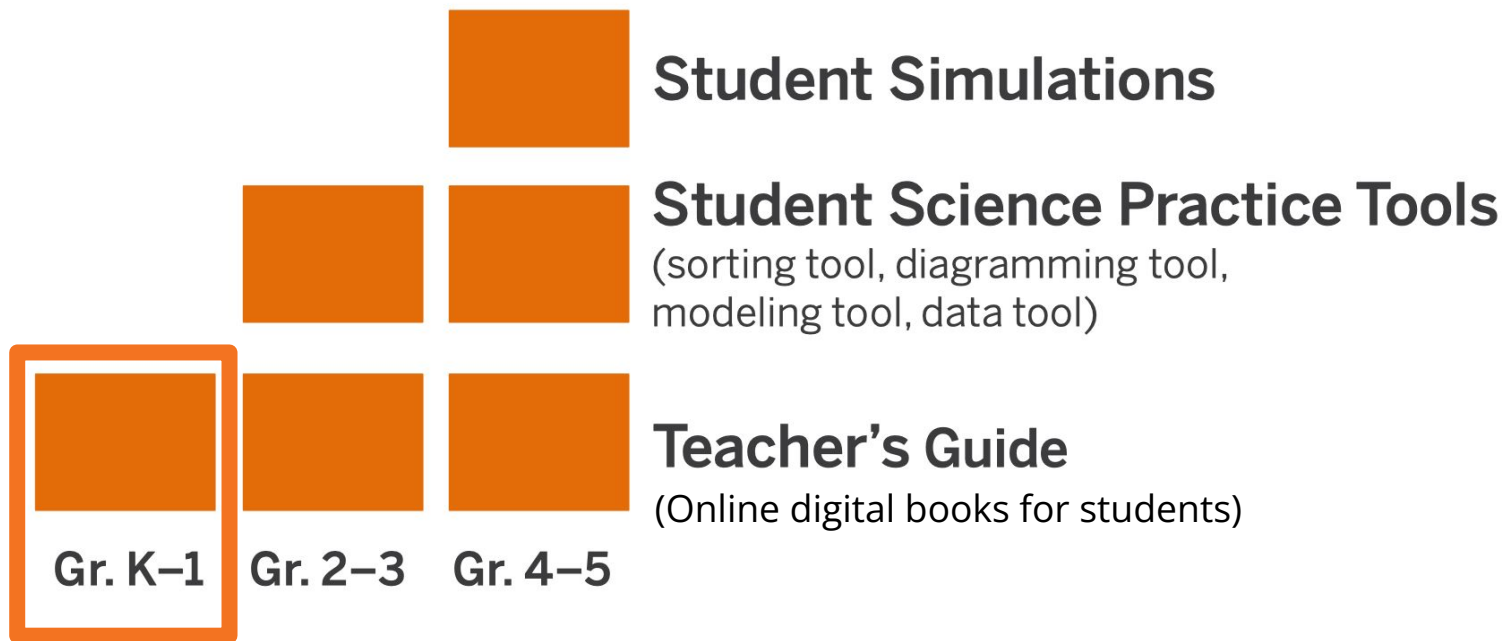 Student Simulations
Student Science Practice Tools
(sorting tool, diagramming tool,
modeling tool, data tool)
Teacher’s Guide
(Online digital books for students)
Gr. K–1 Gr. 2–3 Gr. 4–5